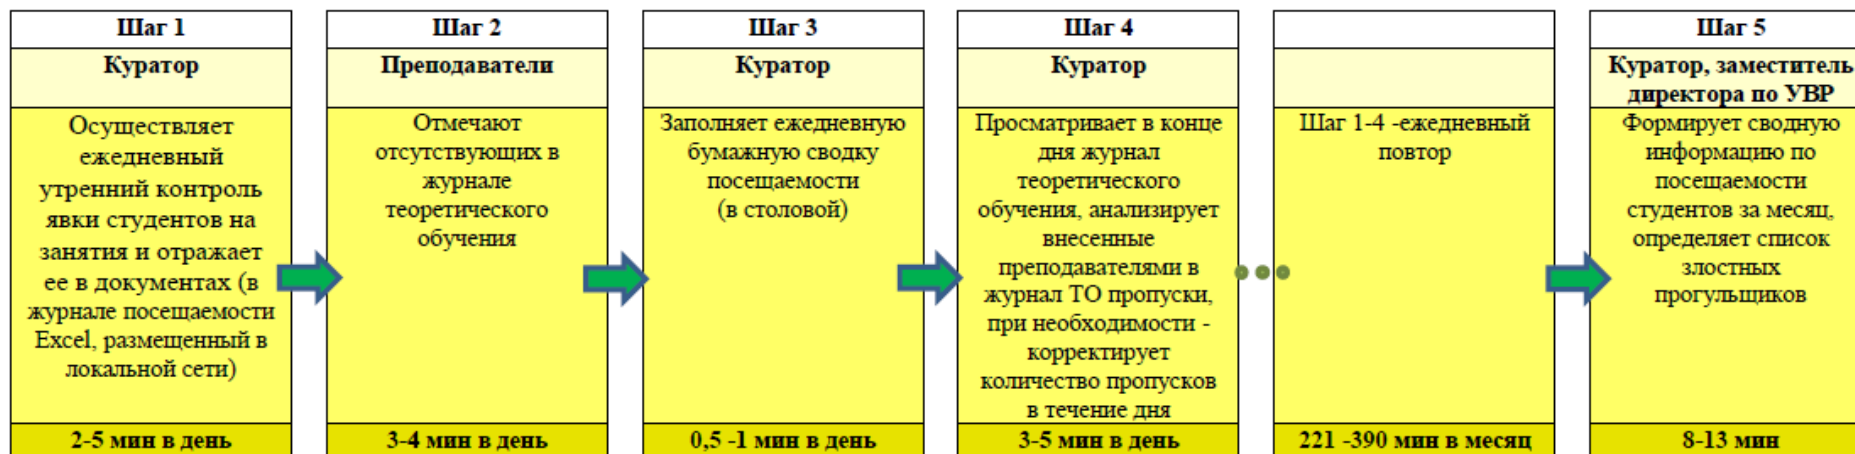 Шаг 1
Куратор
Осуществляет
ежедневный
утренний контроль
явки студентов на
занятия и отражает
ее в документах (в
журнале посещаемости
Excel, размещенный в
локальной сети)
2-5 мин в день
Шаг 2
Преподаватели
Отмечают
отсутствующих в
журнале
теоретического
обучения
3-4 мин в день
Шаг 3
Куратор
Заполняет ежедневную
бумажную сводку
посещаемости
(в столовой)
0,5 -1 мин в день
Шаг 4
Куратор
Просматривает в конце
дня журнал
теоретического
обучения, анализирует
внесенные
преподавателями в
журнал ТО пропуски,
при необходимости -
корректирует
количество пропусков
в течение дня
3-5 мин в день
Шаг 1-4 -ежедневный
повтор
221 -390 мин в месяц
Шаг 5
Куратор, заместитель
директора по УВР
Формирует сводную
информацию по
посещаемости
студентов за месяц,
определяет список
злостных
прогульщиков
8-13 мин